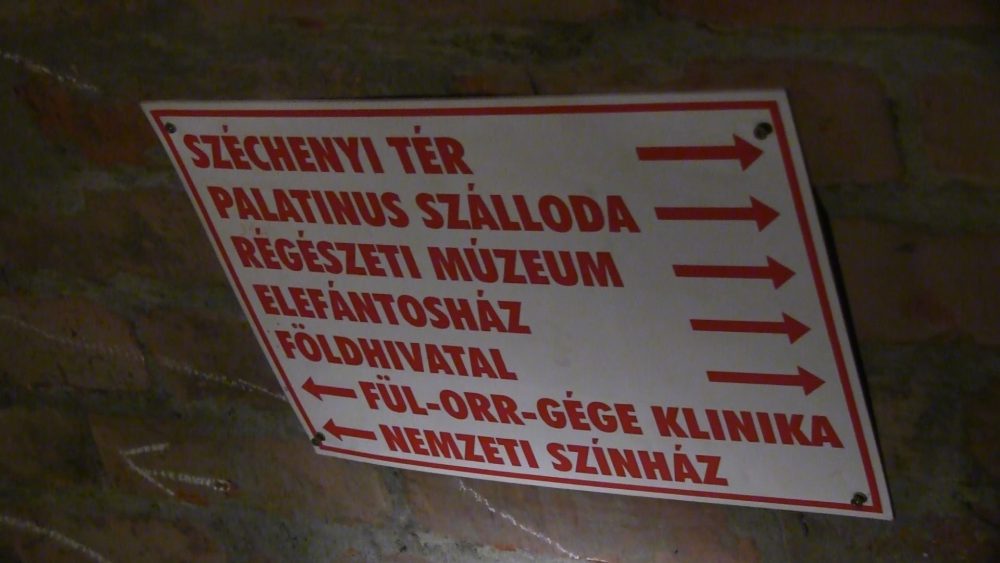 SZÉCHENYI TÉR
PALATINUS SZÁLLODA
RÉGÉSZETI MÚZEUM
ELEFÁNTOSHÁZ
FÖLDHIVATAL
FÜL-ORR-GÉGE KLINIKA
NEMZETI SZÍNHÁZ